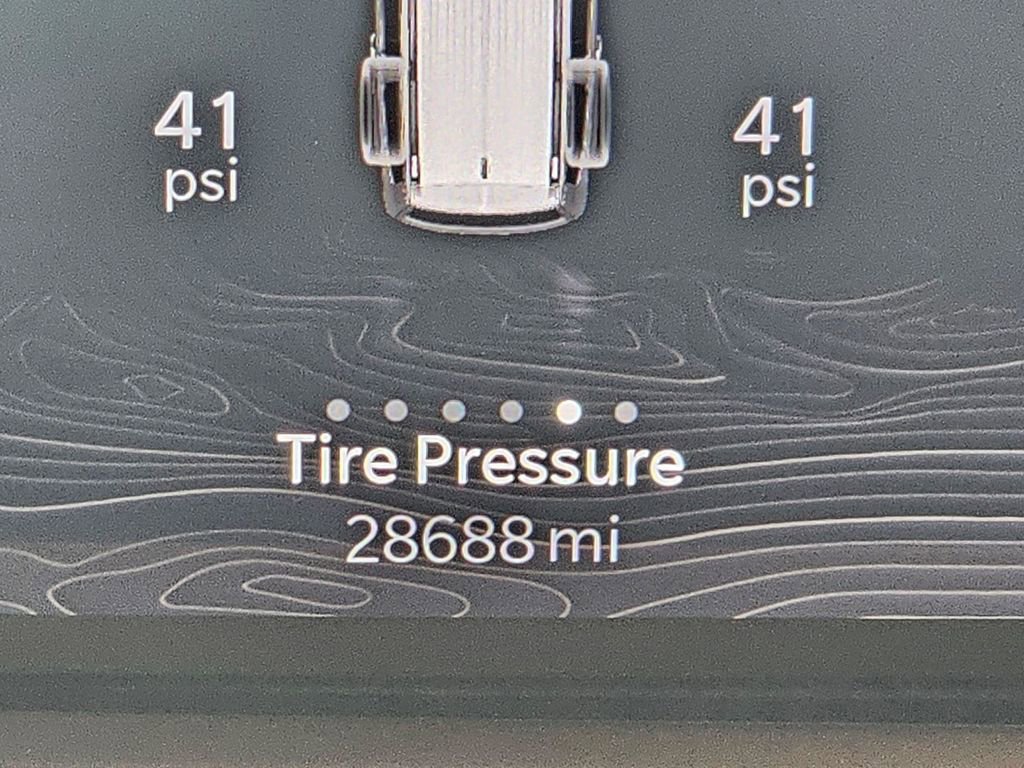 41 41
psi psi
Tire Pressure
28688 mi